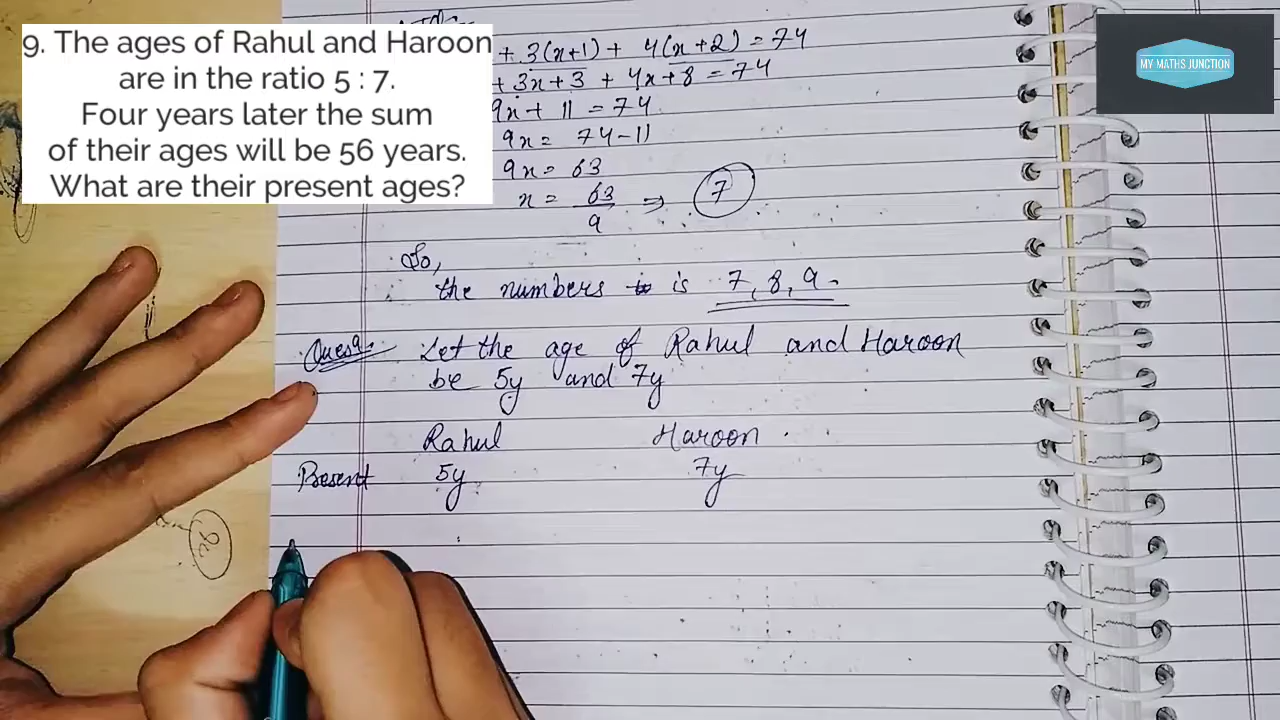 9. The ages of Rahul and Haroon
are in the ratio 5 : 7.
Four years later the sum
of their ages will be 56 years.
What are their present ages?
MY MATHS JUNCTION
+ 3(x+1) + 4(x+2) = 74
+ 3x+3 + 4x+8 = 74
9x + 11 = 74
9x = 74-11
9x = 63
x = 63/9 ⇒ 7
So,
the numbers is 7, 8, 9.
Ques9. Let the age of Rahul and Haroon
be 5y and 7y
Rahul Haroon
Present 5y 7y